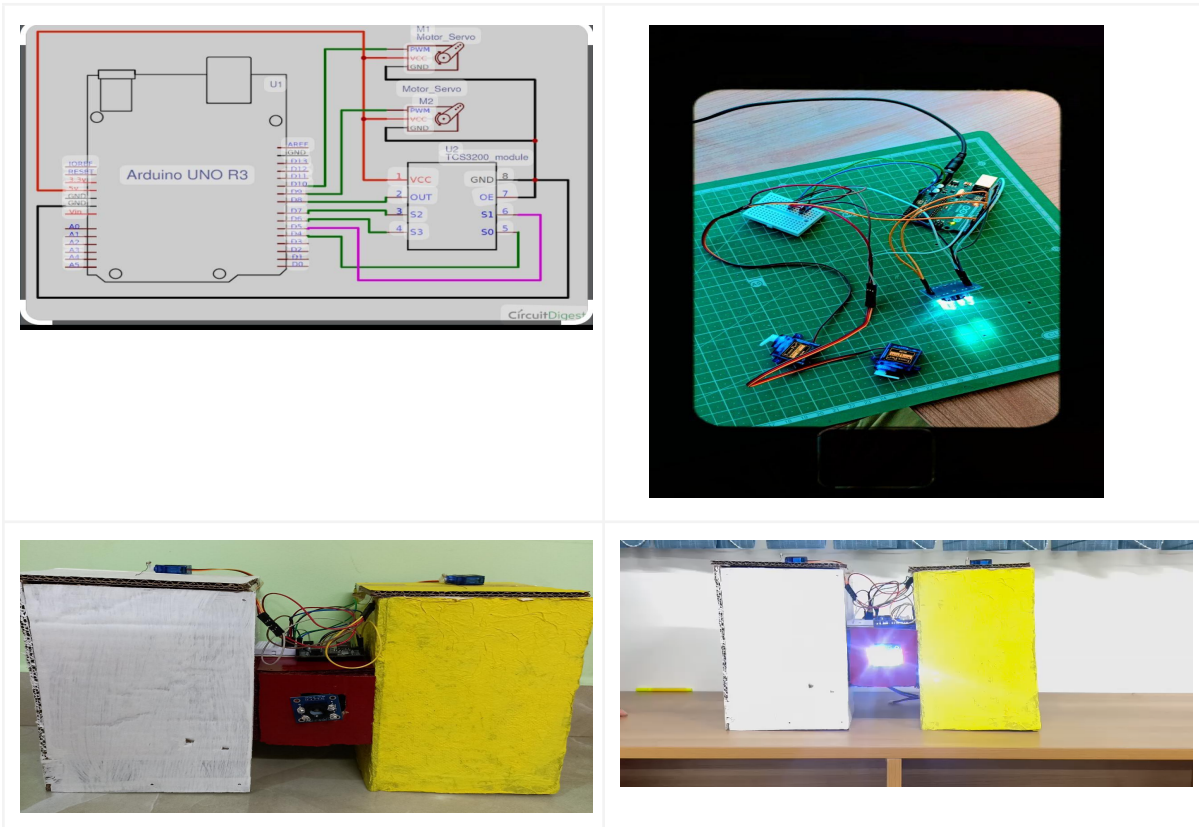 M1
Motor_Servo
PWM
VCC
GND
Motor_Servo
M2
PWM
VCC
GND
U1
Arduino UNO R3
IOREF
RESET
3.3V
5V
GND
GND
Vin
A0
A1
A2
A3
A4
A5
AREF
GND
D13
D12
D11
D10
D9
D8
D7
D6
D5
D4
D3
D2
D1
D0
U2
TCS3200_module
1 VCC GND 8
2 OUT OE 7
3 S2 S1 6
4 S3 S0 5
CircuitDigest